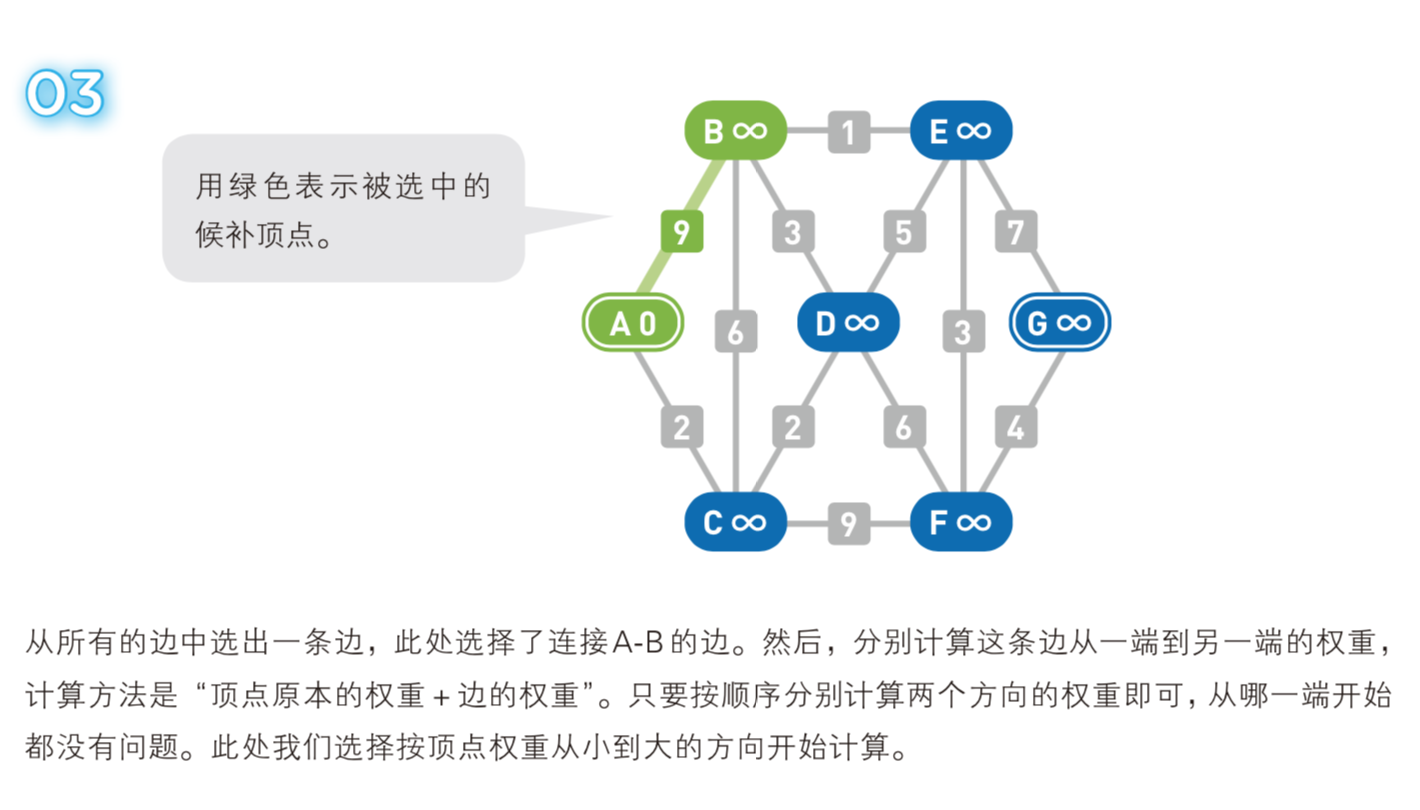 03
用绿色表示被选中的
候补顶点。
B ∞
1
E ∞
9
3
5
7
A 0
6
D ∞
3
G ∞
2
2
6
4
C ∞
9
F ∞
从所有的边中选出一条边，此处选择了连接A-B的边。然后，分别计算这条边从一端到另一端的权重，
计算方法是“顶点原本的权重+边的权重”。只要按顺序分别计算两个方向的权重即可，从哪一端开始
都没有问题。此处我们选择按顶点权重从小到大的方向开始计算。